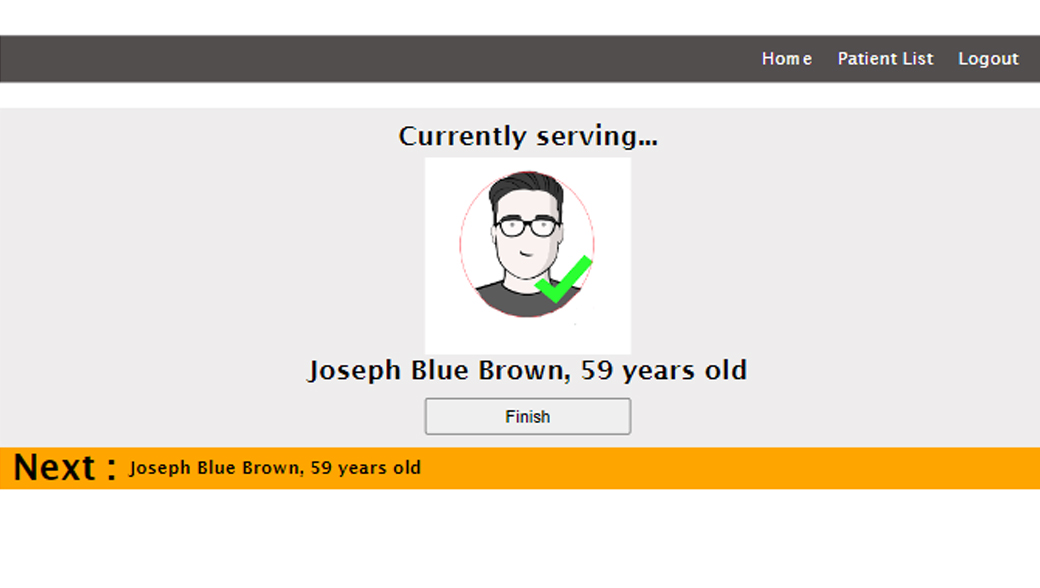 Home Patient List Logout
Currently serving...
Joseph Blue Brown, 59 years old
Finish
Next : Joseph Blue Brown, 59 years old